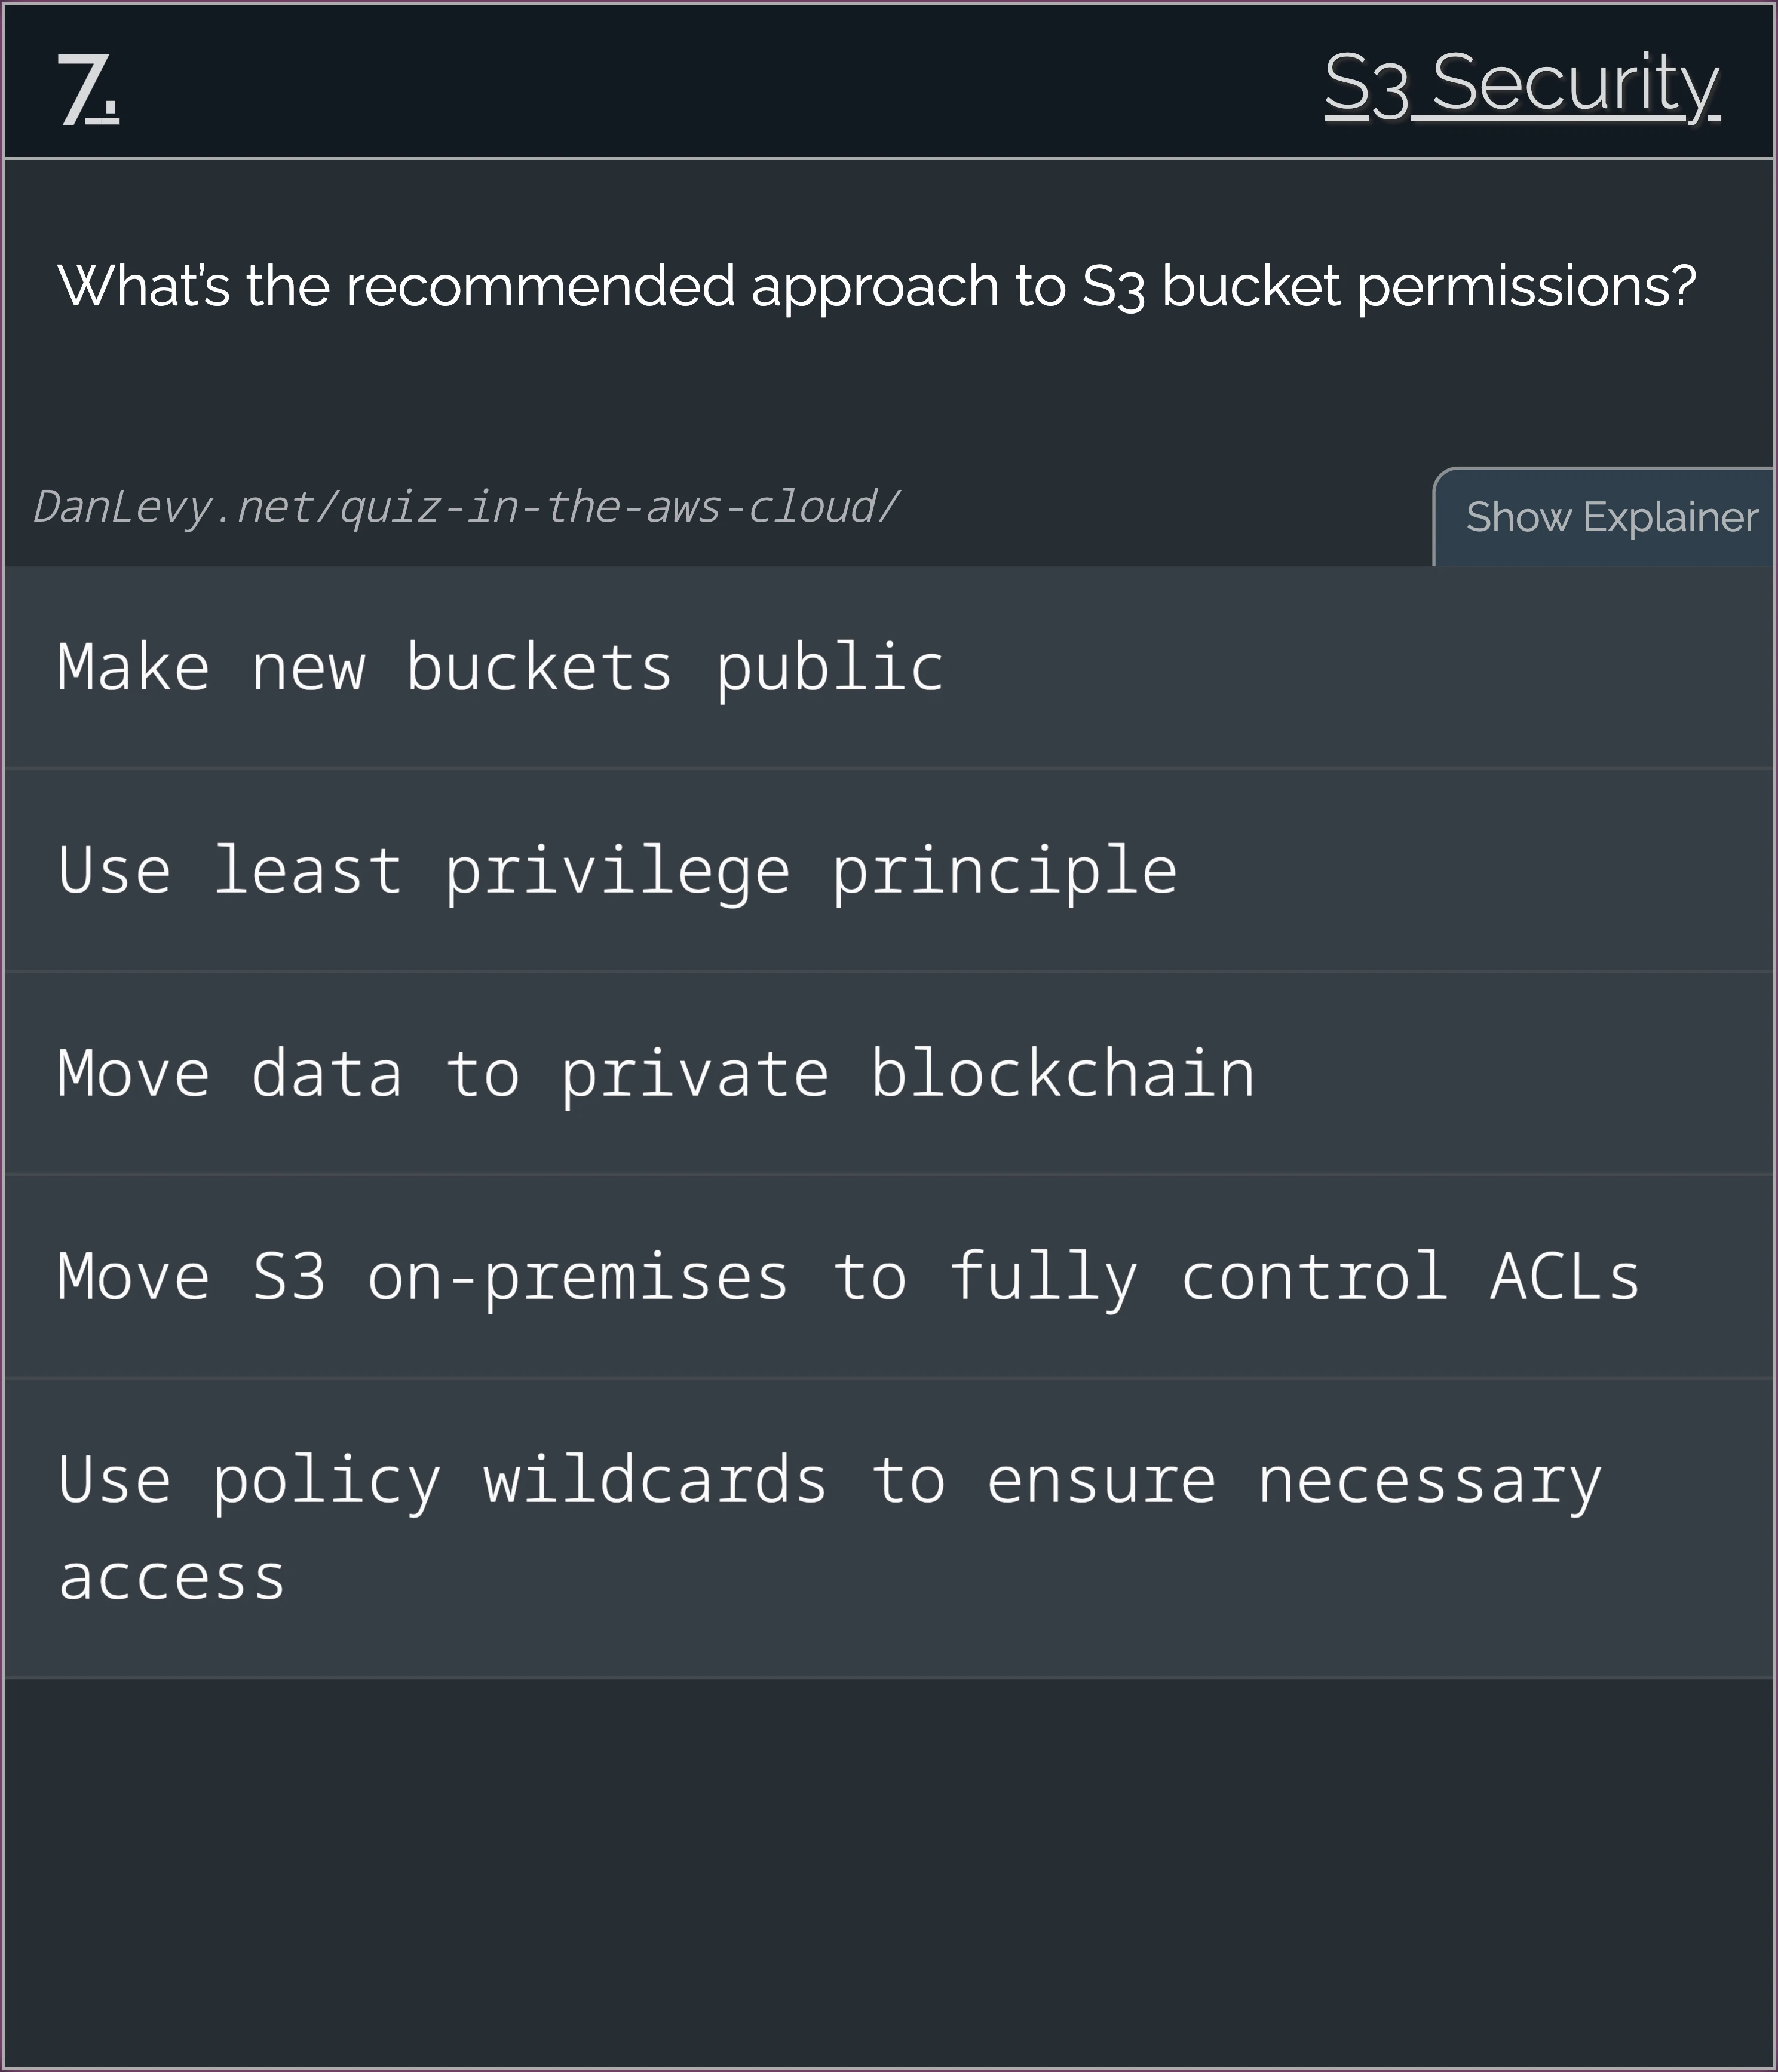 7.
S3 Security
What's the recommended approach to S3 bucket permissions?
DanLevy.net/quiz-in-the-aws-cloud/
Show Explainer
Make new buckets public
Use least privilege principle
Move data to private blockchain
Move S3 on-premises to fully control ACLs
Use policy wildcards to ensure necessary
access